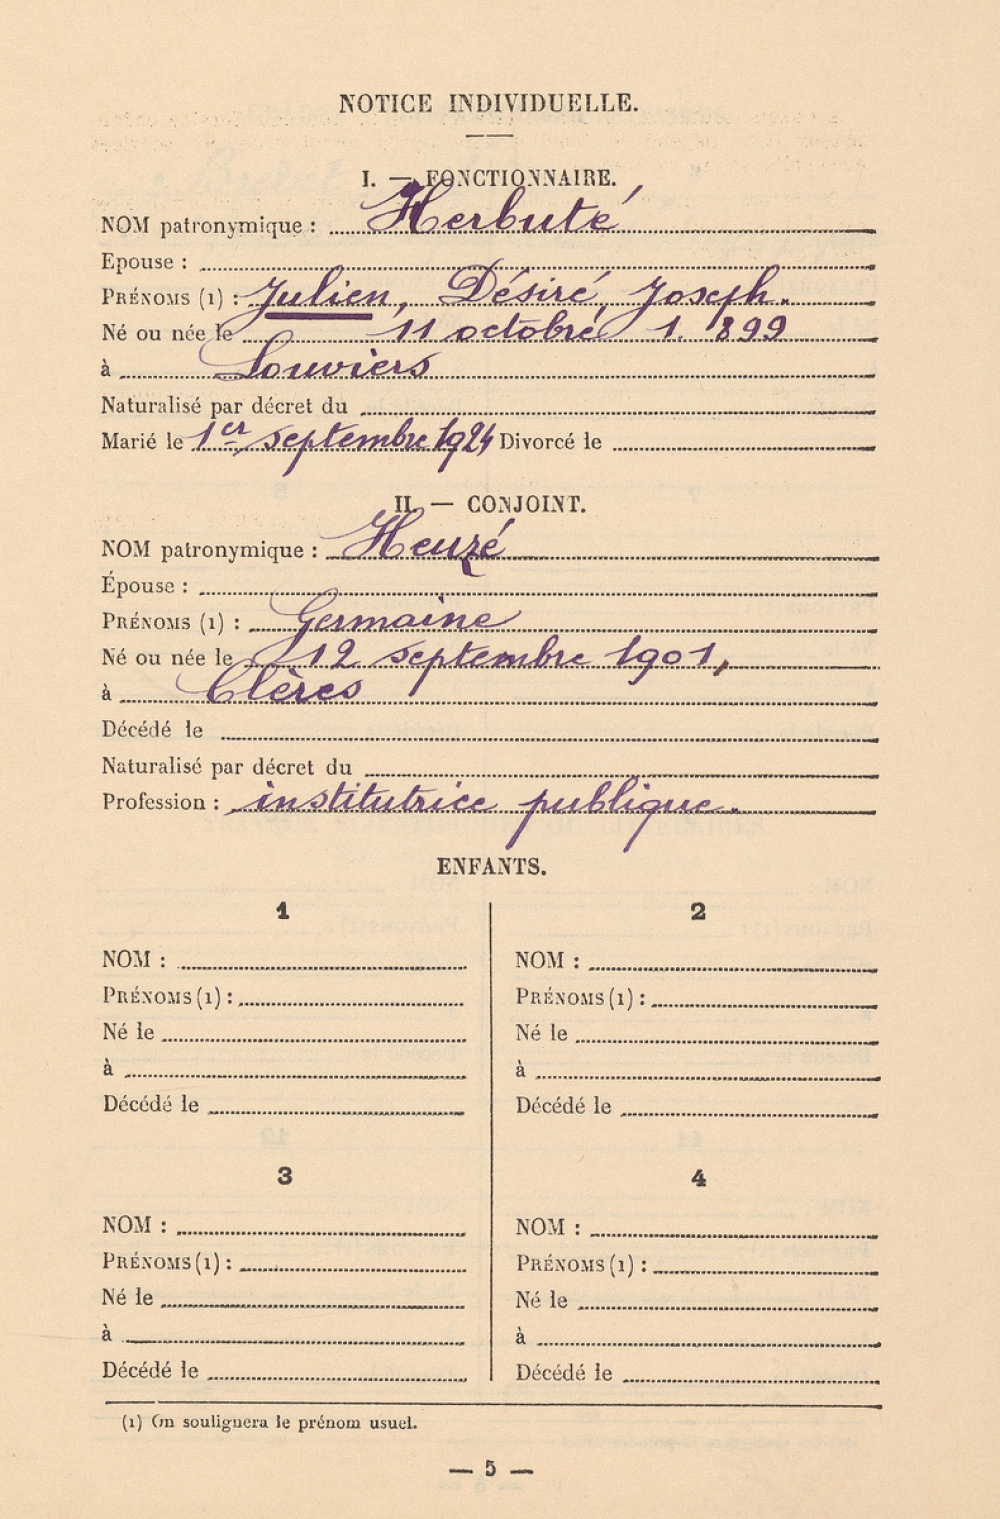 NOTICE INDIVIDUELLE.
I. — FONCTIONNAIRE.
NOM patronymique : Herbuté
Epouse :
PRÉNOMS (1) : Julien, Désiré, Joseph.
Né ou née le 11 octobre 1.899
à Louviers
Naturalisé par décret du
Marié le 1er septembre 1924 Divorcé le
II. — CONJOINT.
NOM patronymique : Heuzé
Épouse :
PRÉNOMS (1) : Germaine
Né ou née le 12 septembre 1901,
à Clères
Décédé le
Naturalisé par décret du
Profession : institutrice publique.
ENFANTS.
1
NOM :
PRÉNOMS (1) :
Né le
à
Décédé le
2
NOM :
PRÉNOMS (1) :
Né le
à
Décédé le
3
NOM :
PRÉNOMS (1) :
Né le
à
Décédé le
4
NOM :
PRÉNOMS (1) :
Né le
à
Décédé le
(1) On soulignera le prénom usuel.
— 5 —